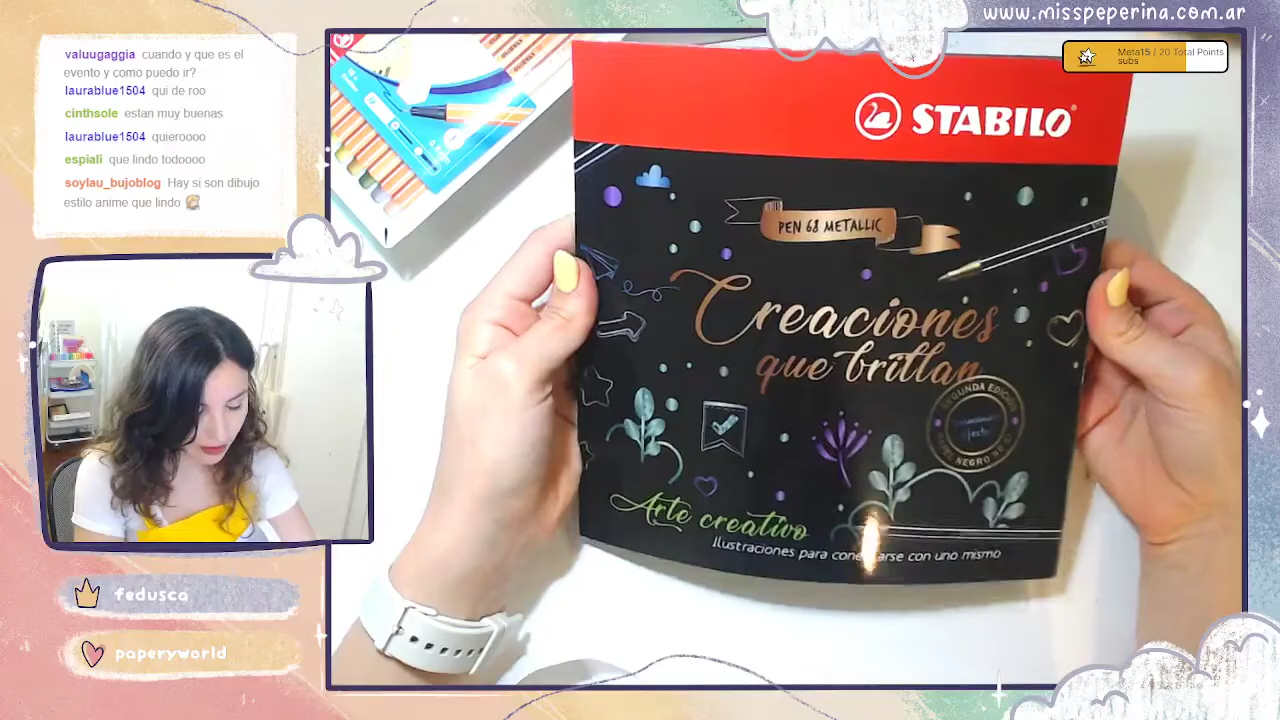 www.misspeperina.com.ar
Meta15 / 20 Total Points
subs
valuugaggia cuando y que es el
evento y como puedo ir?
laurablue1504 qui de roo
cinthsole estan muy buenas
laurablue1504 quieroooo
espiali que lindo todoooo
soylau_bujoblog Hay si son dibujo
estilo anime que lindo
STABILO
PEN 68 METALLIC
Creaciones
que brillan
SEGUNDA EDICIÓN
PAPEL NEGRO
Arte creativo
Ilustraciones para conectarse con uno mismo
fedusca
paperyworld